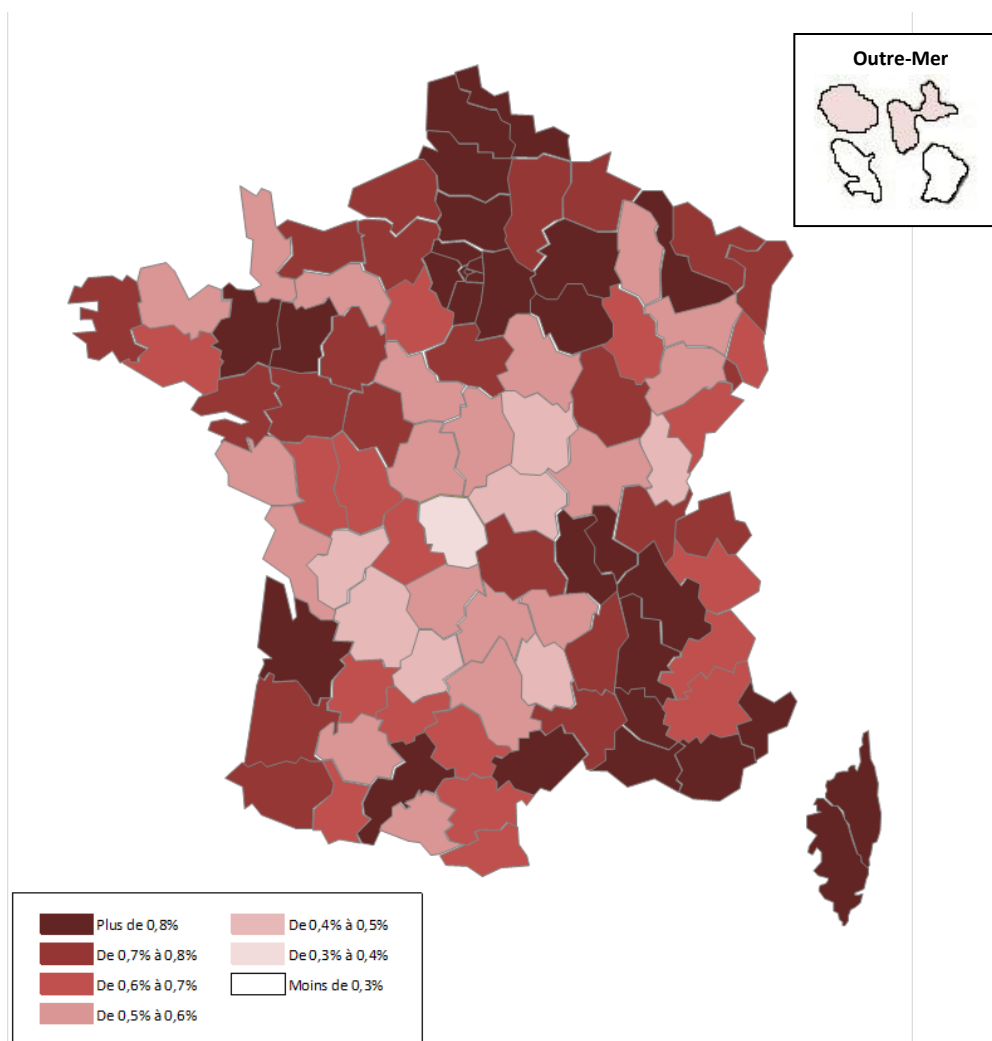 Outre-Mer
Plus de 0,8%
De 0,7% à 0,8%
De 0,6% à 0,7%
De 0,5% à 0,6%
De 0,4% à 0,5%
De 0,3% à 0,4%
Moins de 0,3%